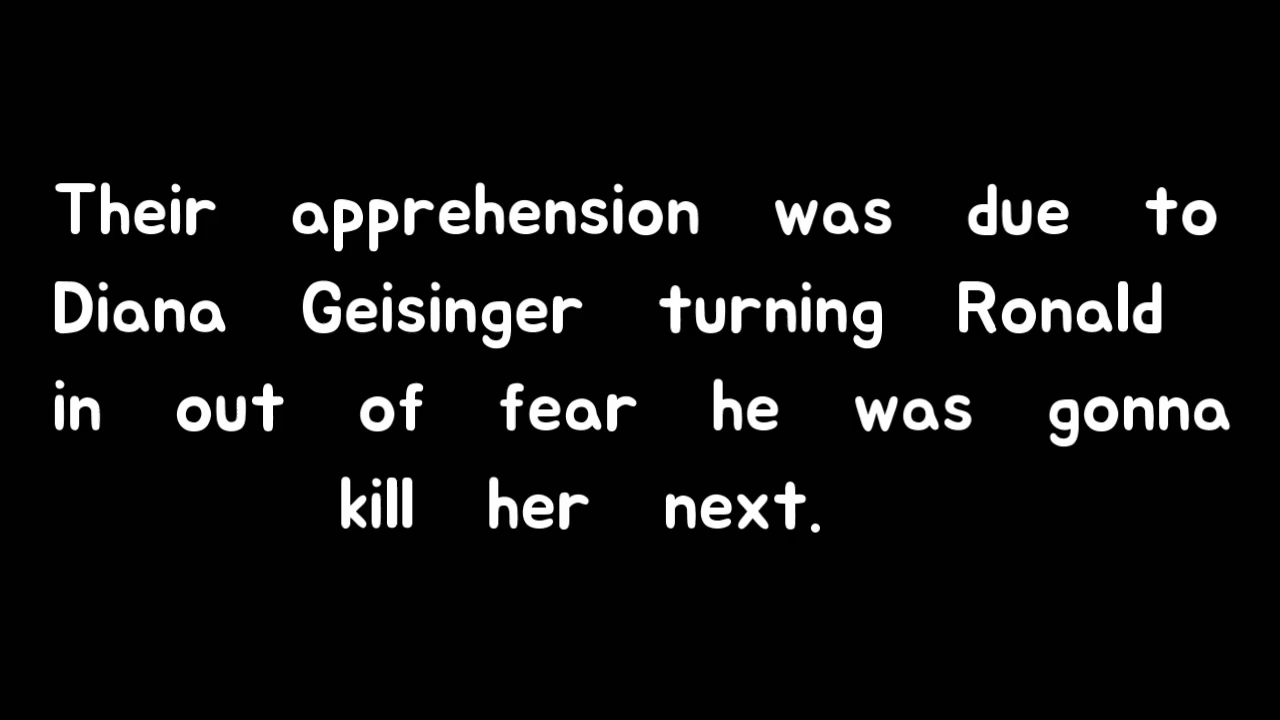 Their apprehension was due to
Diana Geisinger turning Ronald
in out of fear he was gonna
kill her next.